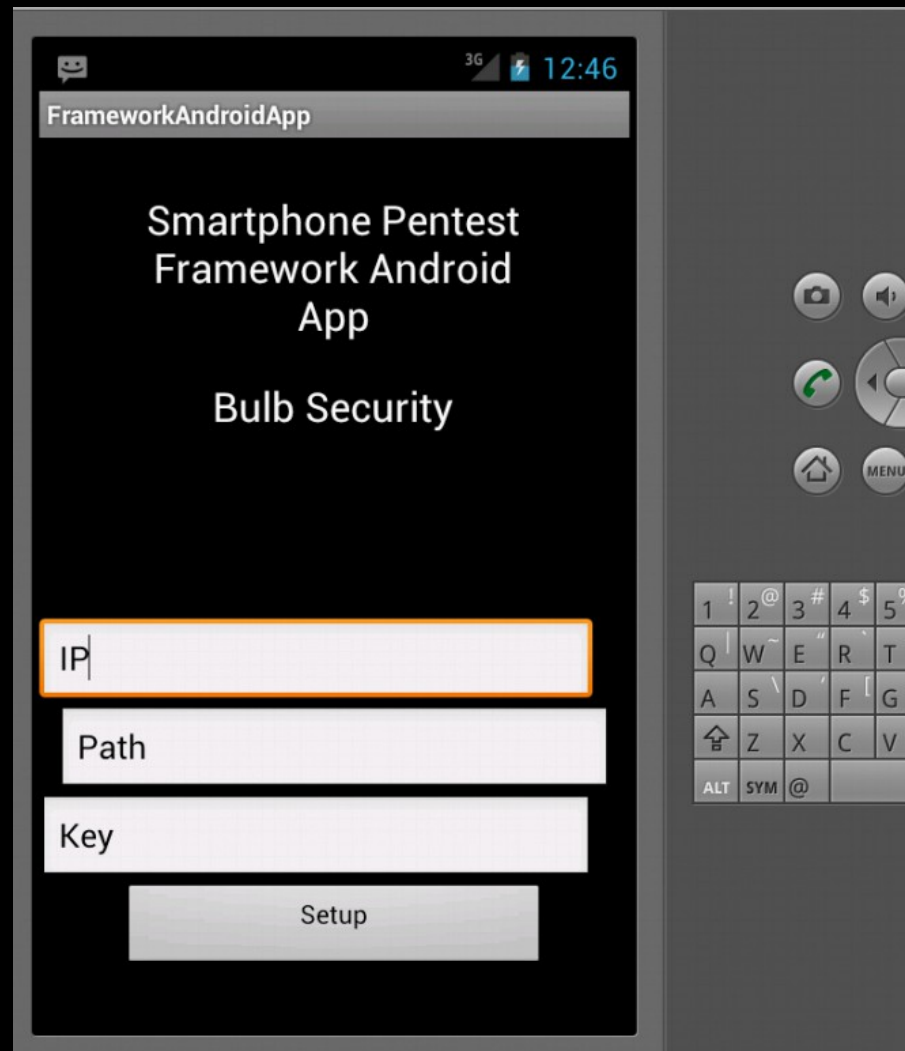 3G 12:46
FrameworkAndroidApp
Smartphone Pentest
Framework Android
App
Bulb Security
IP
Path
Key
Setup
MENU
1 ! 2 @ 3 # 4 $ 5 %
Q | W ~ E " R ` T
A S \ D ' F [ G
Z X C V
ALT SYM @